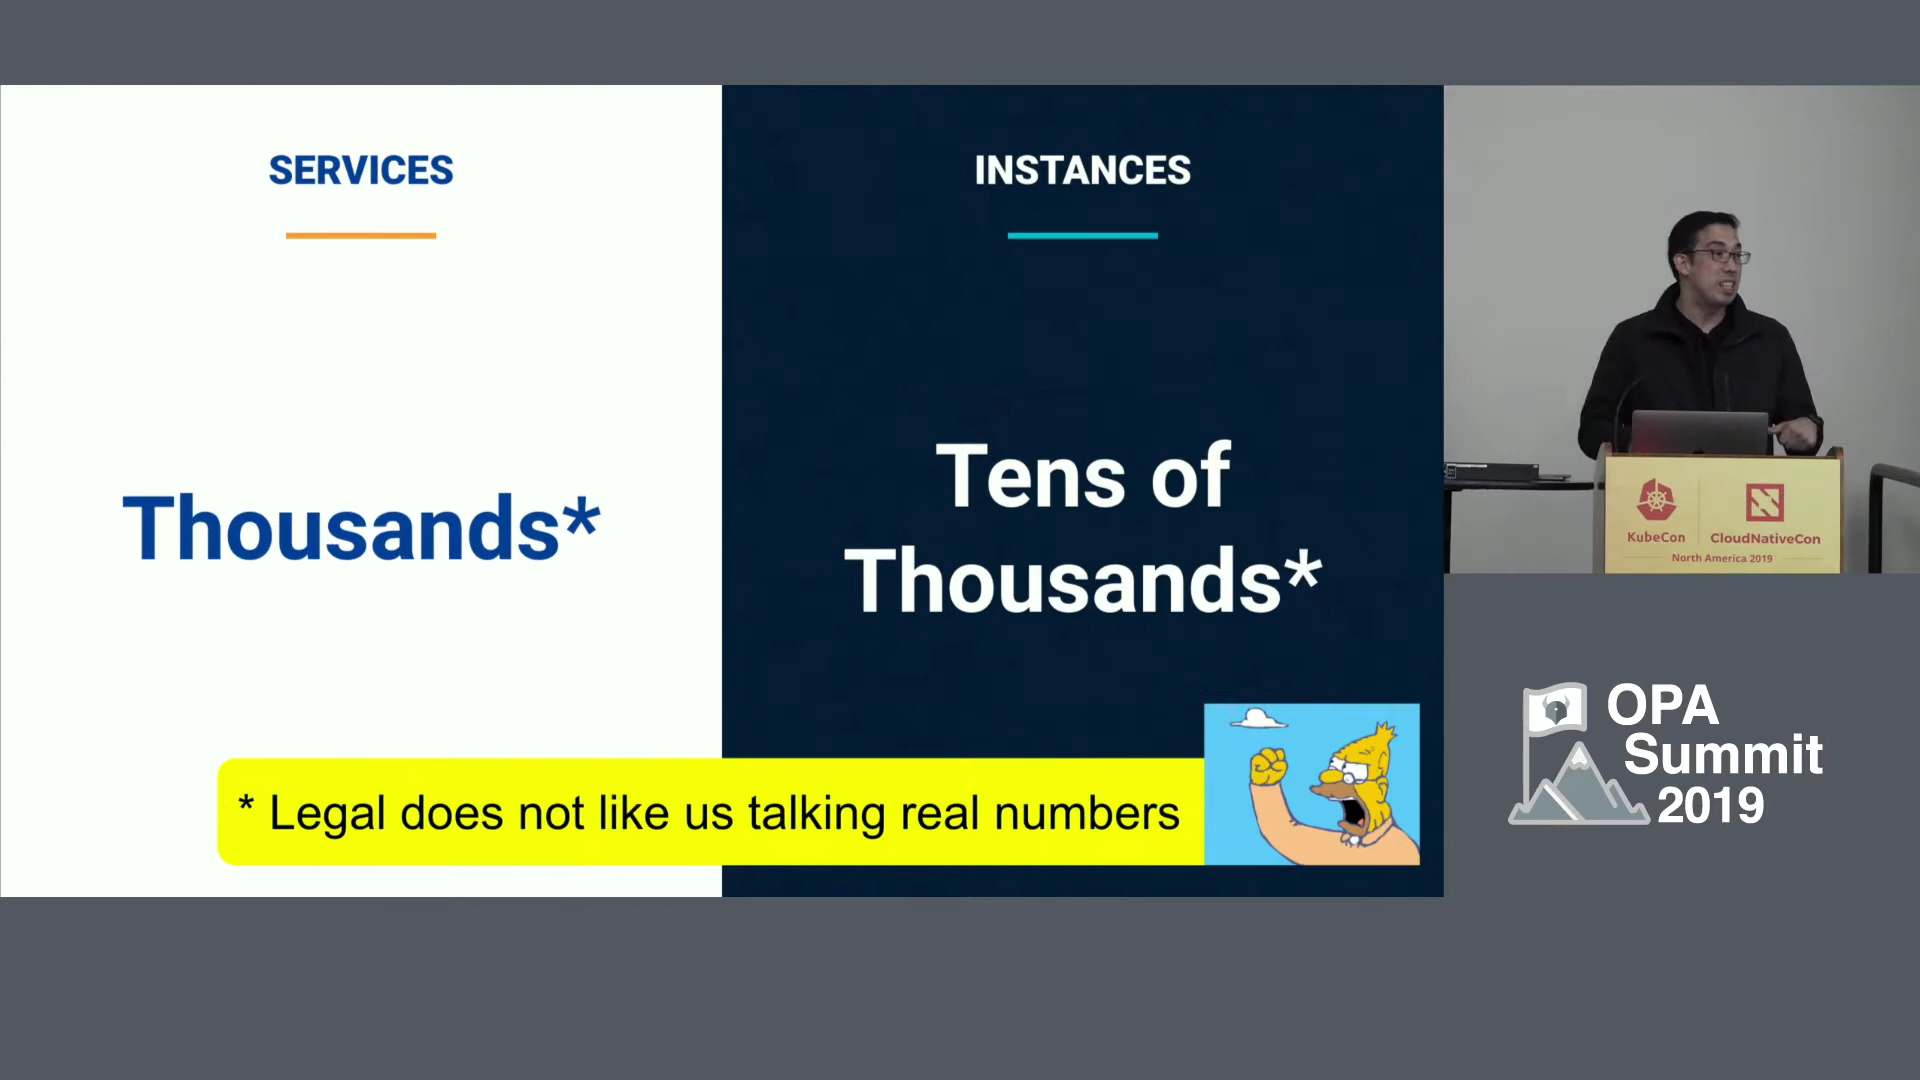 SERVICES
Thousands*
INSTANCES
Tens of
Thousands*
* Legal does not like us talking real numbers
KubeCon
CloudNativeCon
North America 2019
OPA
Summit
2019